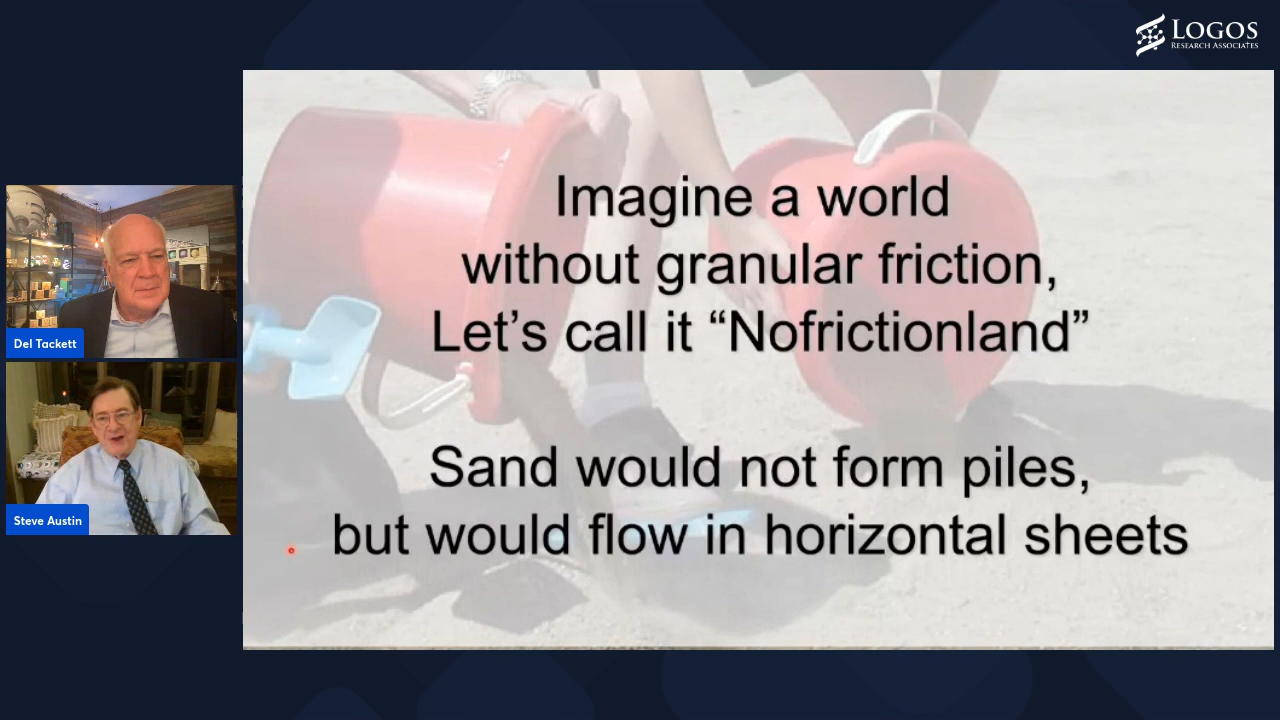 LOGOS
RESEARCH ASSOCIATES
Imagine a world
without granular friction,
Let's call it “Nofrictionland”
Sand would not form piles,
but would flow in horizontal sheets
Del Tackett
Steve Austin